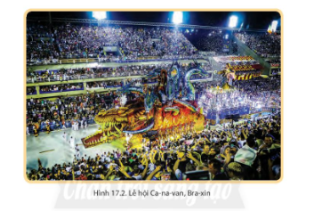 Hình 17.2. Lễ hội Ca-na-van, Bra-xin